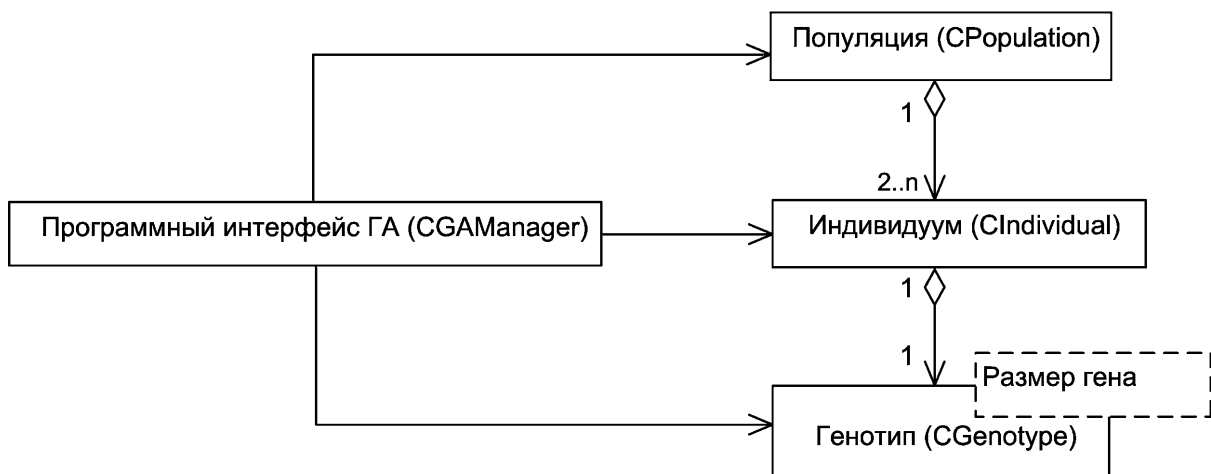 Популяция (CPopulation)
1
2..n
Программный интерфейс ГА (CGAManager)
Индивидуум (CIndividual)
1
1
Размер гена
Генотип (CGenotype)